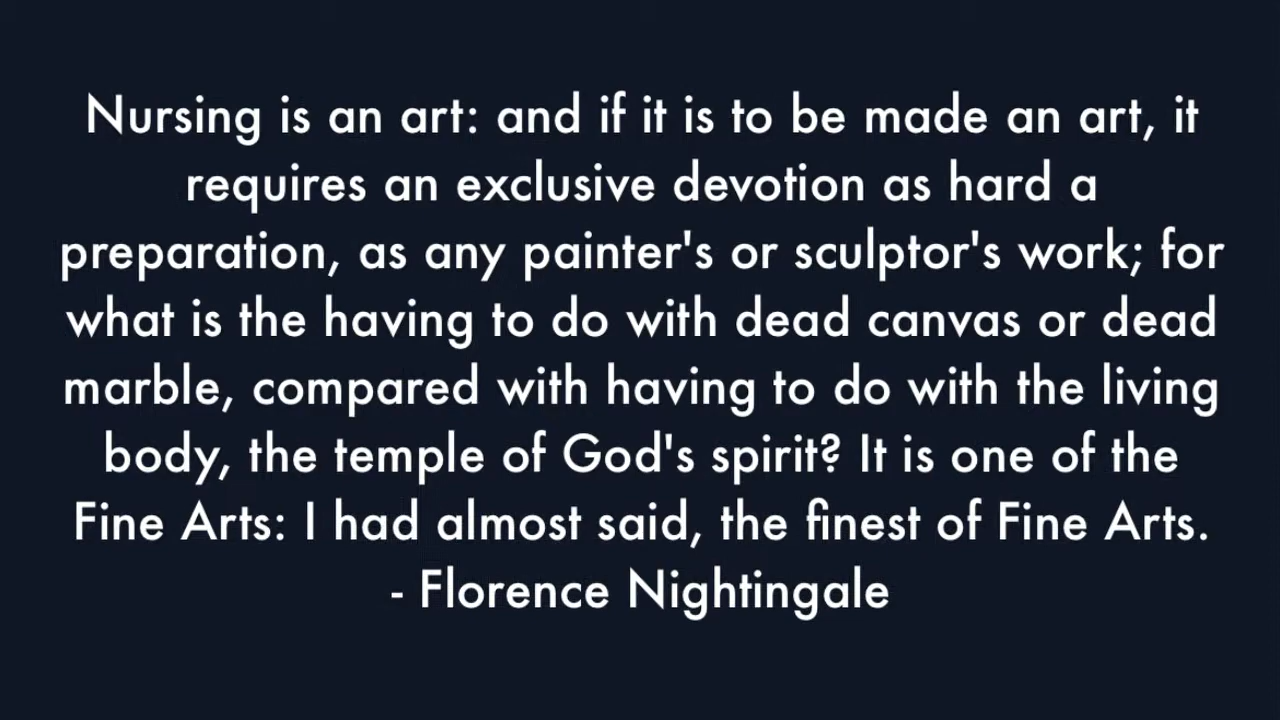 Nursing is an art: and if it is to be made an art, it
requires an exclusive devotion as hard a
preparation, as any painter's or sculptor's work; for
what is the having to do with dead canvas or dead
marble, compared with having to do with the living
body, the temple of God's spirit? It is one of the
Fine Arts: I had almost said, the finest of Fine Arts.
- Florence Nightingale